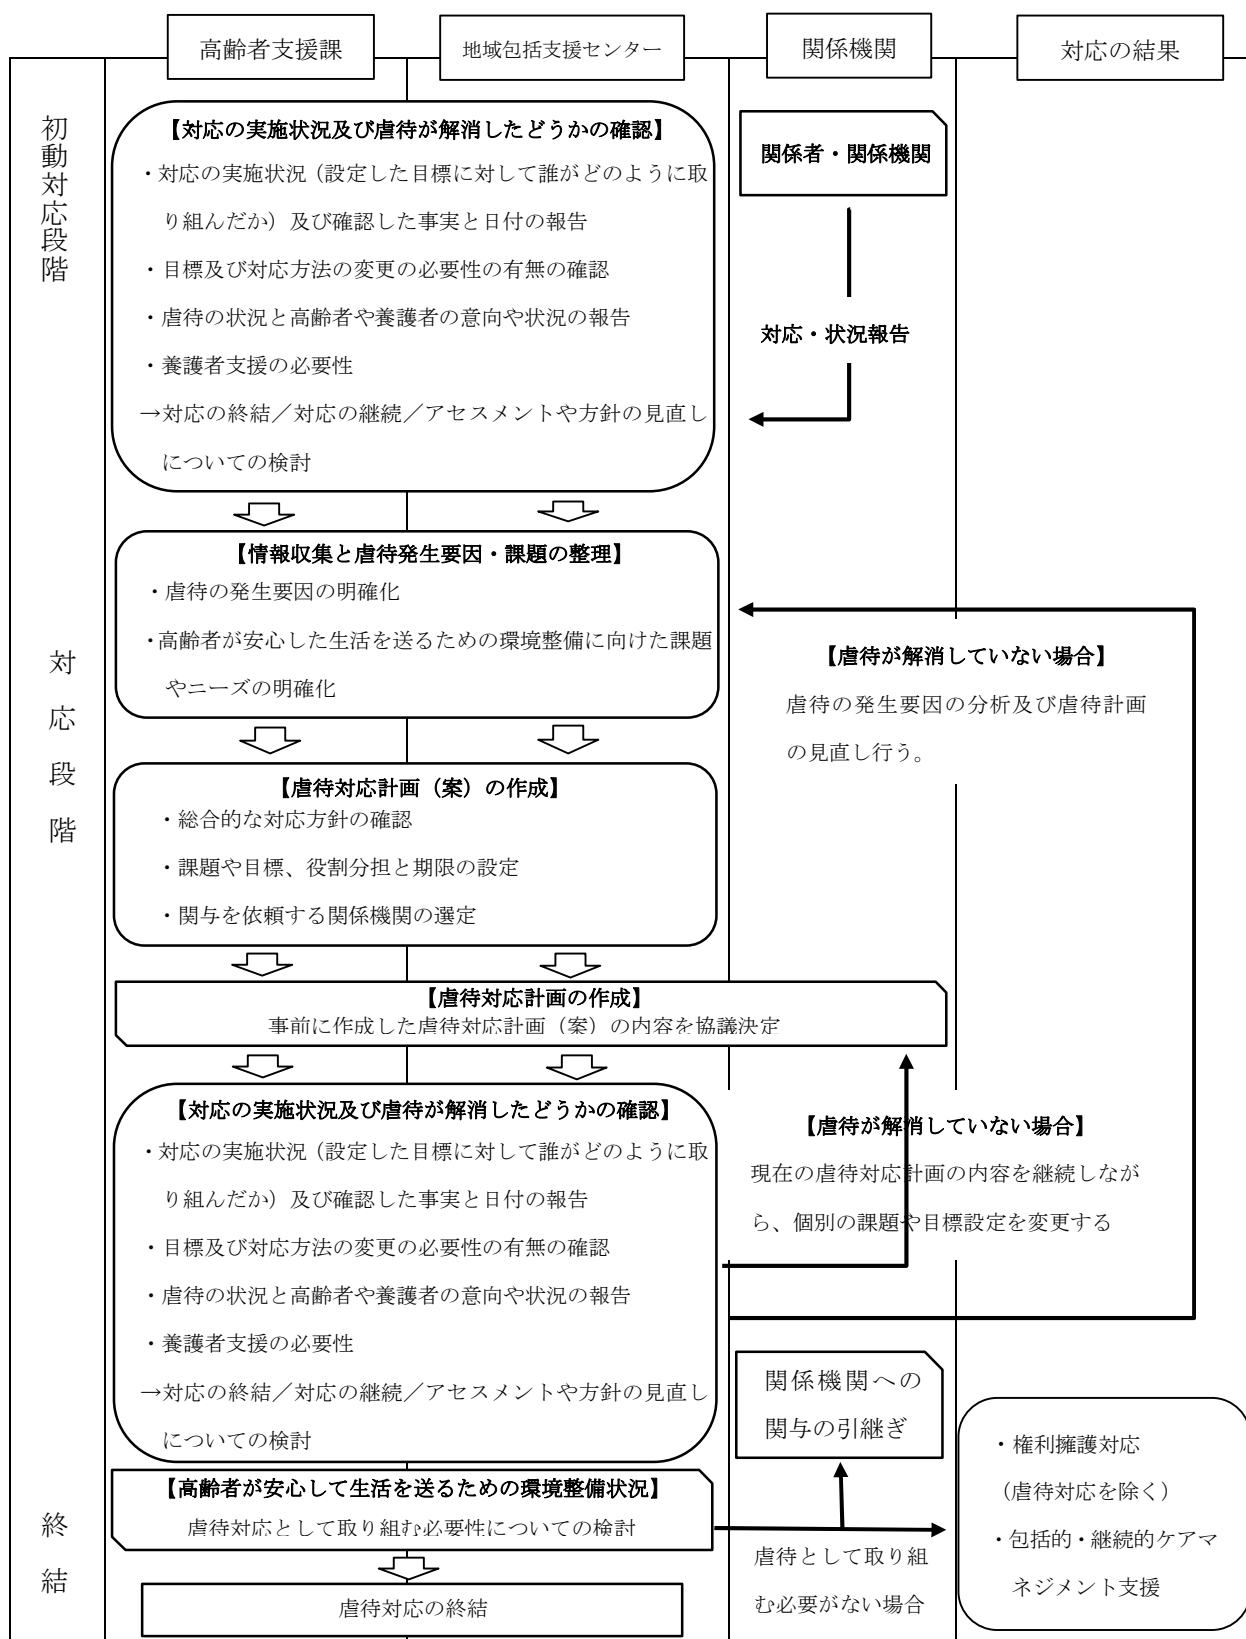 高齢者支援課
地域包括支援センター
関係機関
対応の結果
初動対応段階
【対応の実施状況及び虐待が解消したどうかの確認】
・対応の実施状況（設定した目標に対して誰がどのように取
り組んだか）及び確認した事実と日付の報告
・目標及び対応方法の変更の必要性の有無の確認
・虐待の状況と高齢者や養護者の意向や状況の報告
・養護者支援の必要性
→対応の終結／対応の継続／アセスメントや方針の見直し
についての検討
関係者・関係機関
対応・状況報告
対応段階
【情報収集と虐待発生要因・課題の整理】
・虐待の発生要因の明確化
・高齢者が安心した生活を送るための環境整備に向けた課題
やニーズの明確化
【虐待が解消していない場合】
虐待の発生要因の分析及び虐待計画
の見直し行う。
【虐待対応計画（案）の作成】
・総合的な対応方針の確認
・課題や目標、役割分担と期限の設定
・関与を依頼する関係機関の選定
【虐待対応計画の作成】
事前に作成した虐待対応計画（案）の内容を協議決定
【対応の実施状況及び虐待が解消したどうかの確認】
・対応の実施状況（設定した目標に対して誰がどのように取
り組んだか）及び確認した事実と日付の報告
・目標及び対応方法の変更の必要性の有無の確認
・虐待の状況と高齢者や養護者の意向や状況の報告
・養護者支援の必要性
→対応の終結／対応の継続／アセスメントや方針の見直し
についての検討
【虐待が解消していない場合】
現在の虐待対応計画の内容を継続しなが
ら、個別の課題や目標設定を変更する
関係機関への
関与の引継ぎ
終結
【高齢者が安心して生活を送るための環境整備状況】
虐待対応として取り組む必要性についての検討
虐待対応の終結
虐待として取り組
む必要がない場合
・権利擁護対応
（虐待対応を除く）
・包括的・継続的ケアマ
ネジメント支援